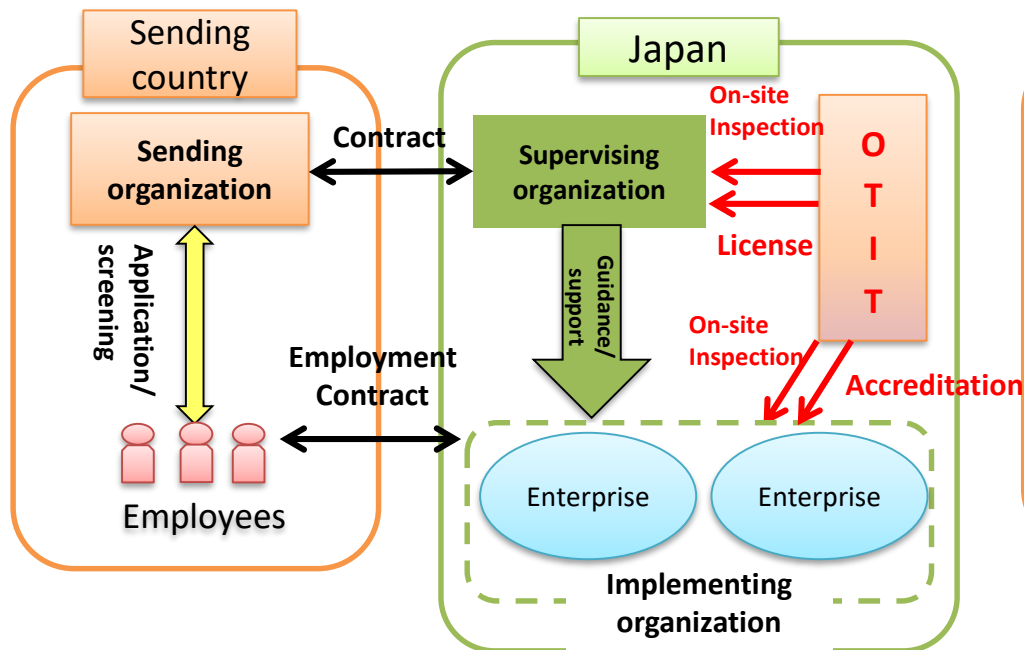 Sending
country
Sending
organization
Application/
screening
Employees
Contract
Employment
Contract
Japan
Supervising
organization
Guidance/
support
On-site
Inspection
License
O
T
I
T
On-site
Inspection
Accreditation
Enterprise
Enterprise
Implementing
organization